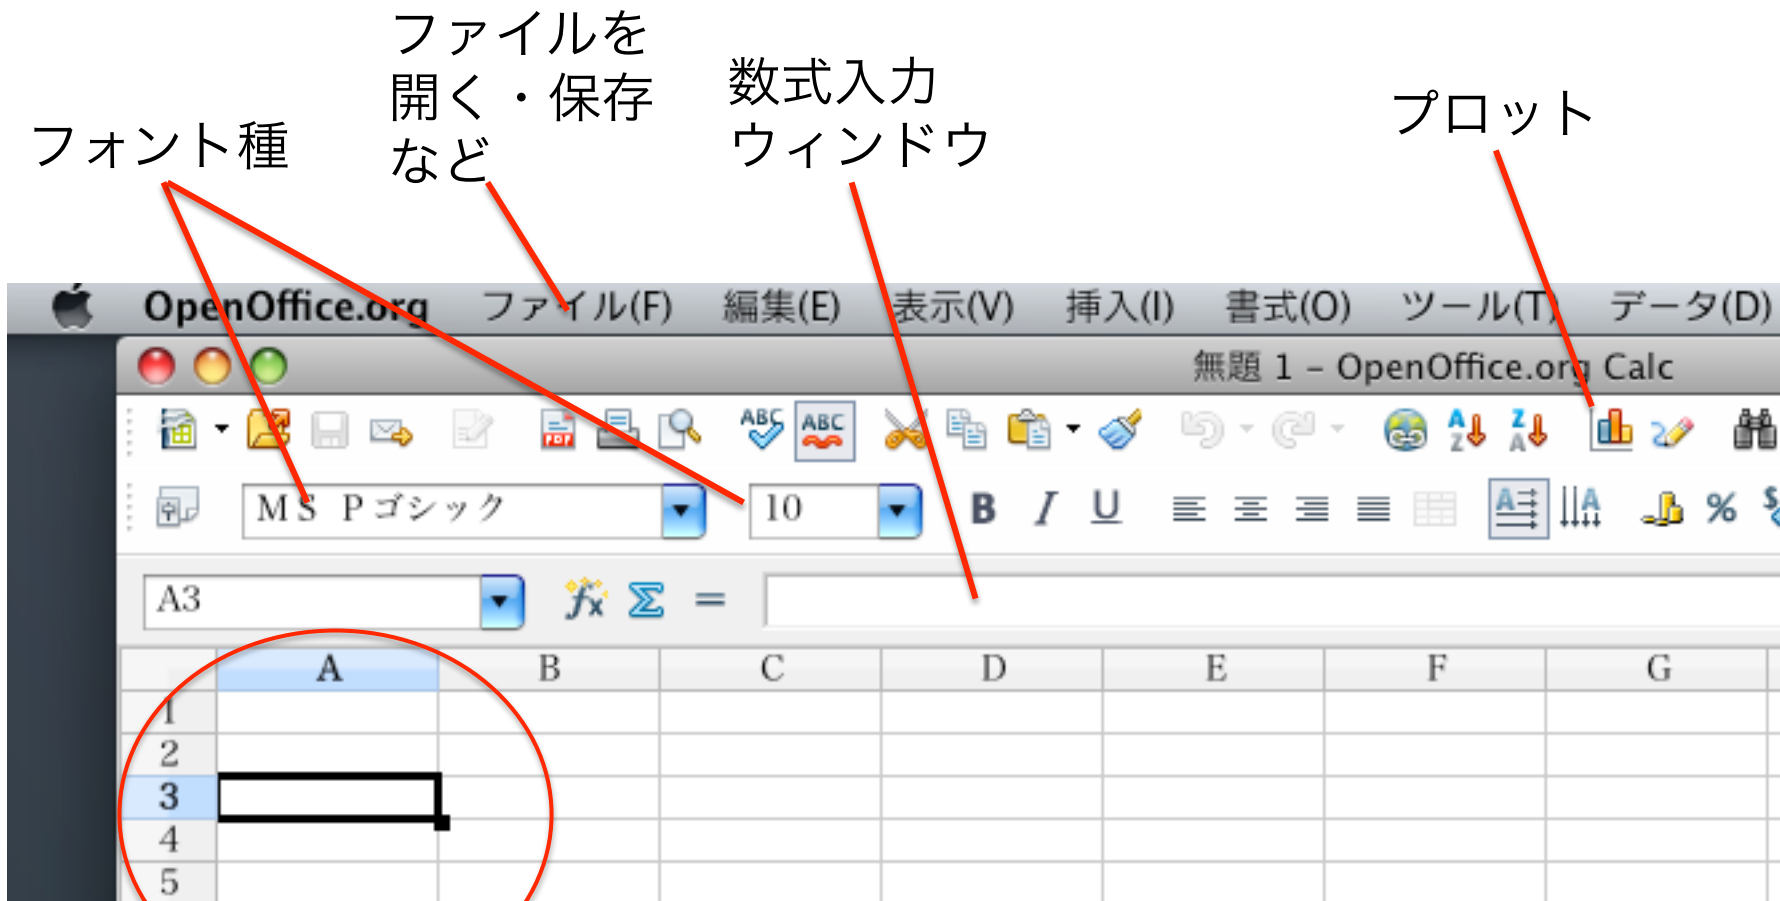 ファイルを
開く・保存
など
数式入力
ウィンドウ
プロット
フォント種
OpenOffice.org ファイル(F) 編集(E) 表示(V) 挿入(I) 書式(O) ツール(T) データ(D)
無題 1 – OpenOffice.org Calc
PDF ABC ABC A Z Z A
MS Pゴシック 10 B I U A A % $
A3 fx Σ =
A B C D E F G
1
2
3
4
5